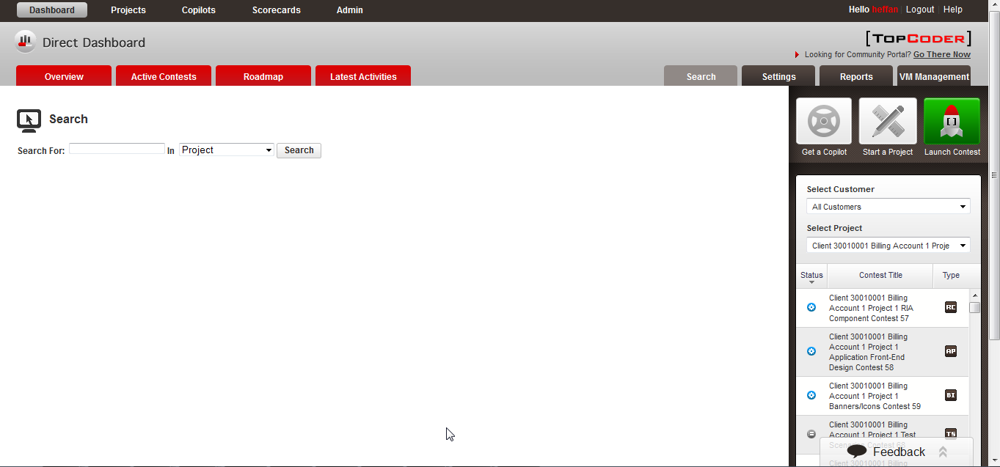 Dashboard Projects Copilots Scorecards Admin Hello heffan | Logout | Help
Direct Dashboard
[TOPCODER]
Looking for Community Portal? Go There Now
Overview Active Contests Roadmap Latest Activities Search Settings Reports VM Management
Search
Search For: In Project Search
Get a Copilot Start a Project Launch Contest
Select Customer
All Customers
Select Project
Client 30010001 Billing Account 1 Proje
Status Contest Title Type
Client 30010001 Billing
Account 1 Project 1 RIA
Component Contest 57
RC
Client 30010001 Billing
Account 1 Project 1
Application Front-End
Design Contest 58
AP
Client 30010001 Billing
Account 1 Project 1
Banners/Icons Contest 59
BI
Client 30010001 Billing
Account 1 Project 1 Test
Scenarios Contest 68
TS
Feedback
Client 30010001 Billing